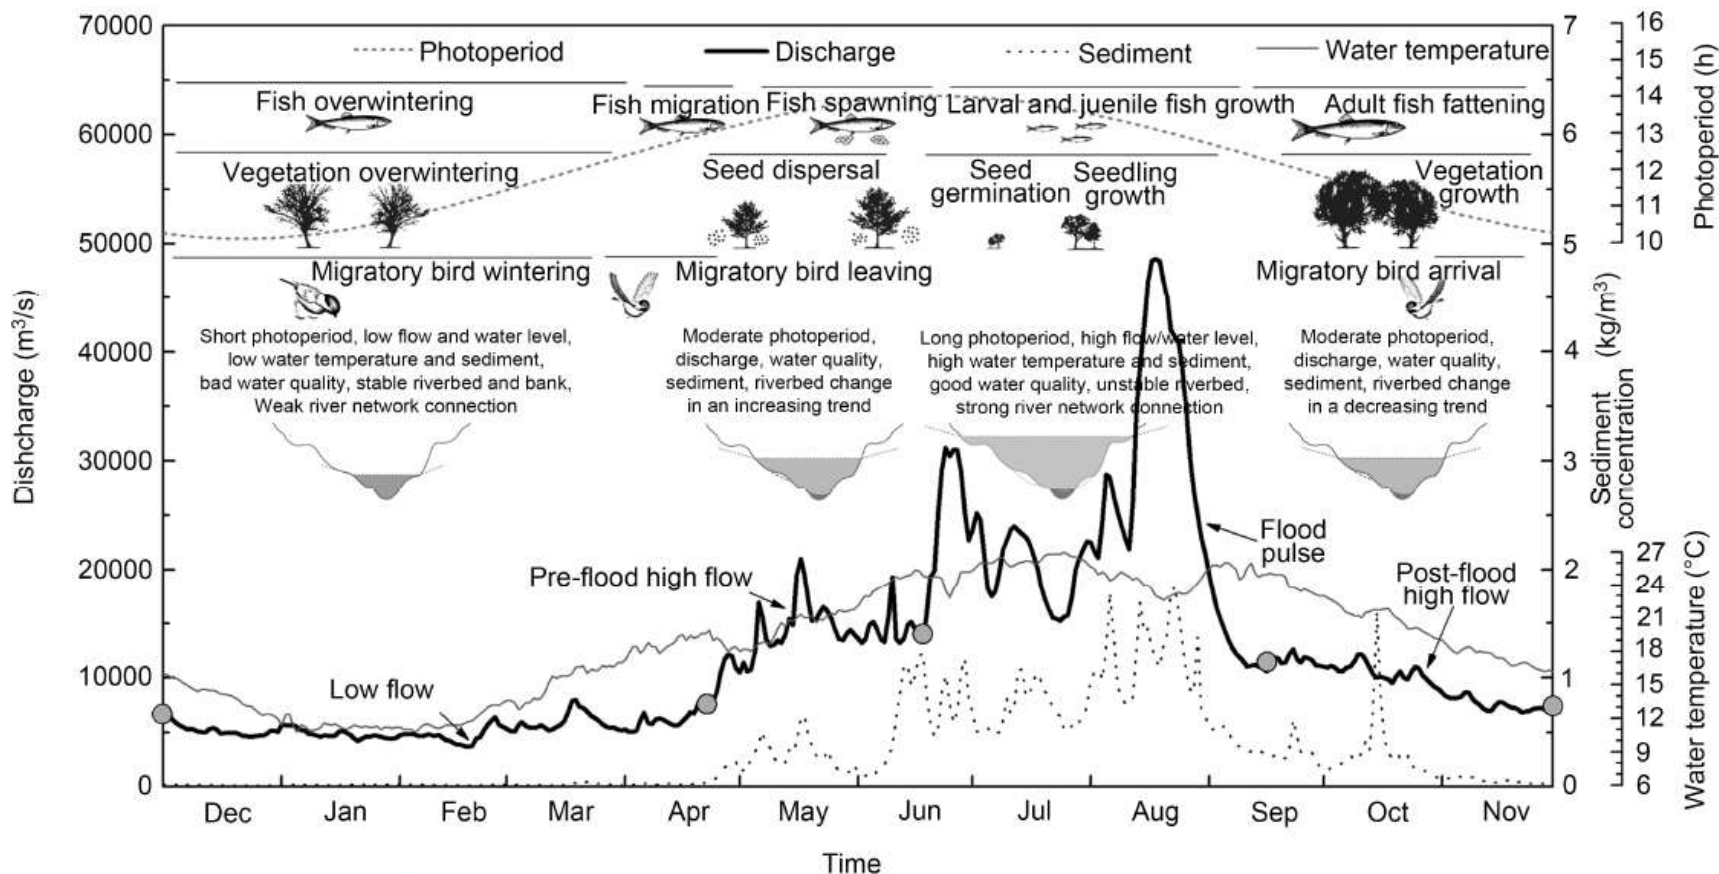 70000
60000
50000
40000
30000
20000
10000
0
Dishcharge (m³/s)
Photoperiod
Discharge
Sediment
Water temperature
Fish overwintering
Fish migration
Fish spawning
Larval and juvenile fish growth
Adult fish fattening
Vegetation overwintering
Seed dispersal
Seed
germination
Seedling
growth
Vegetation
growth
Migratory bird wintering
Migratory bird leaving
Migratory bird arrival
Short photoperiod, low flow and water level,
low water temperature and sediment,
bad water quality, stable riverbed and bank,
Weak river network connection
Moderate photoperiod,
discharge, water quality,
sediment, riverbed change
in an increasing trend
Long photoperiod, high flow/water level,
high water temperature and sediment,
good water quality, unstable riverbed,
strong river network connection
Moderate photoperiod,
discharge, water quality,
sediment, riverbed change
in a decreasing trend
Low flow
Pre-flood high flow
Flood
pulse
Post-flood
high flow
7
6
5
4
3
2
1
0
Sediment (kg/m³)
concentration
16
15
14
13
12
11
10
Photoperiod (h)
27
24
21
18
15
12
9
6
Water temperature (°C)
Dec
Jan
Feb
Mar
Apr
May
Jun
Jul
Aug
Sep
Oct
Nov
Time